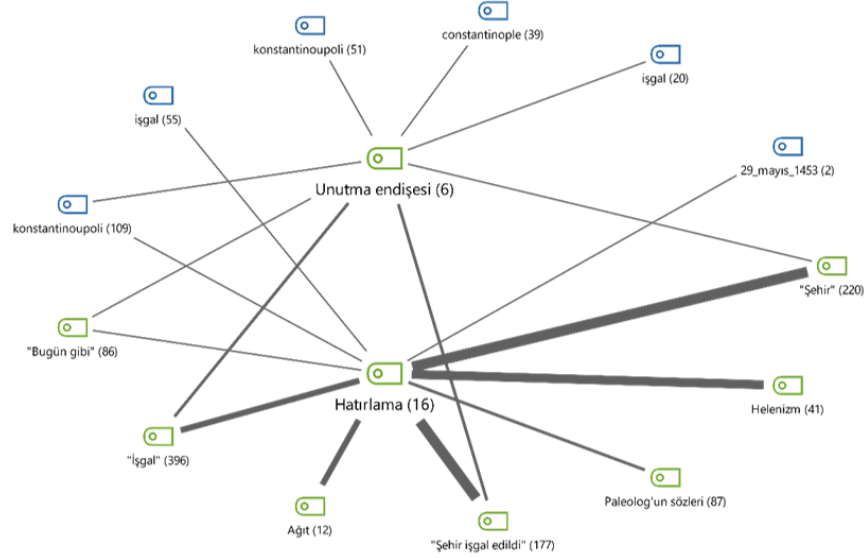 constantinople (39)
konstantinoupoli (51)
işgal (20)
işgal (55)
29_mayıs_1453 (2)
Unutma endişesi (6)
konstantinoupoli (109)
"Şehir" (220)
"Bugün gibi" (86)
Hatırlama (16)
Helenizm (41)
"İşgal" (396)
Paleolog'un sözleri (87)
Ağıt (12)
"Şehir işgal edildi" (177)